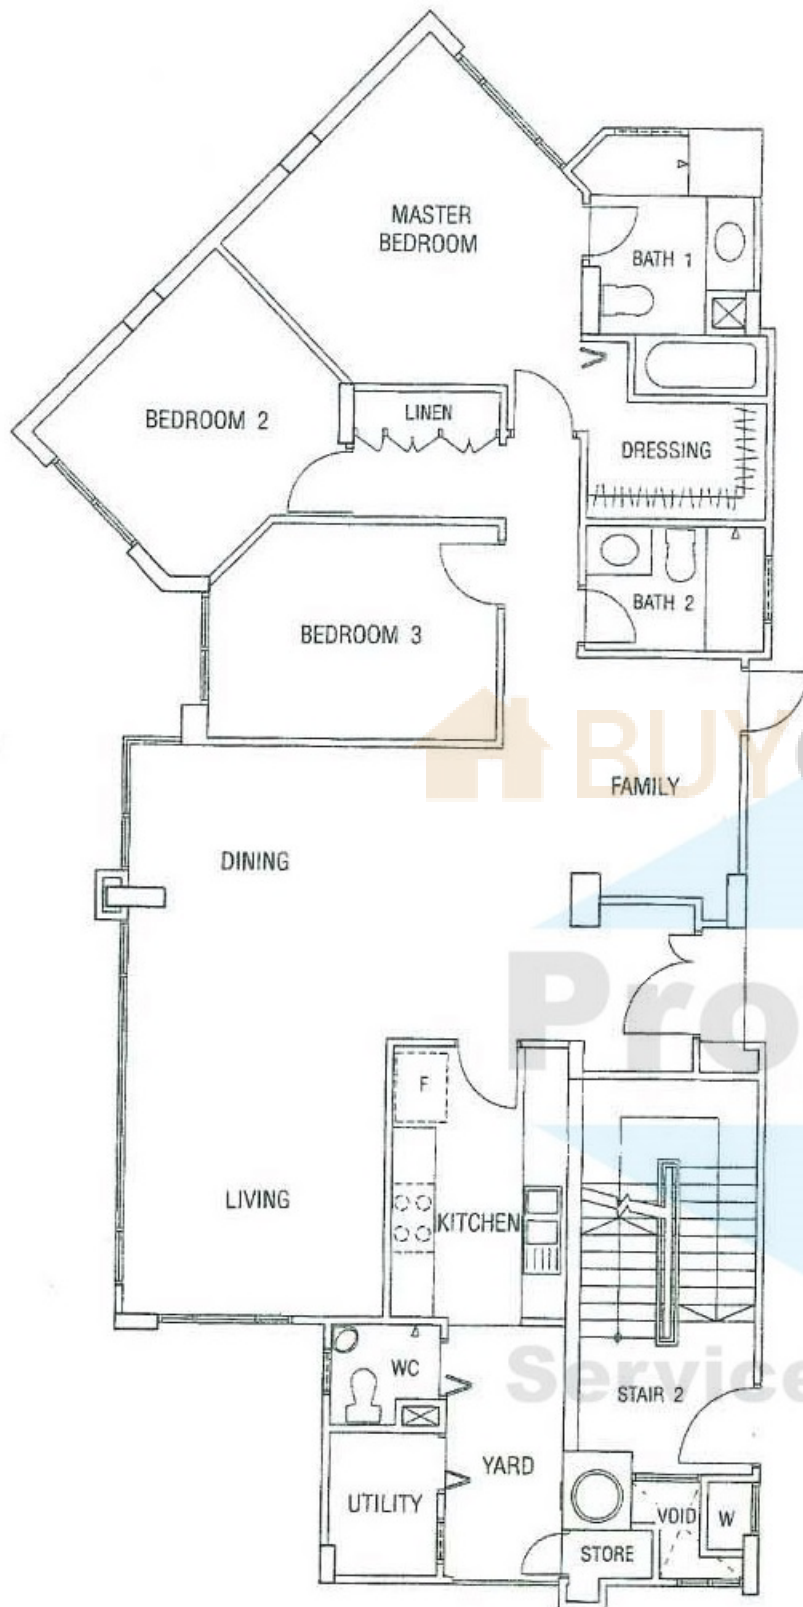 MASTER
BEDROOM
BATH 1
BEDROOM 2
LINEN
DRESSING
BATH 2
BEDROOM 3
BUY
FAMILY
DINING
Pro
F
LIVING
KITCHEN
WC
Service
STAIR 2
YARD
UTILITY
VOID
W
STORE